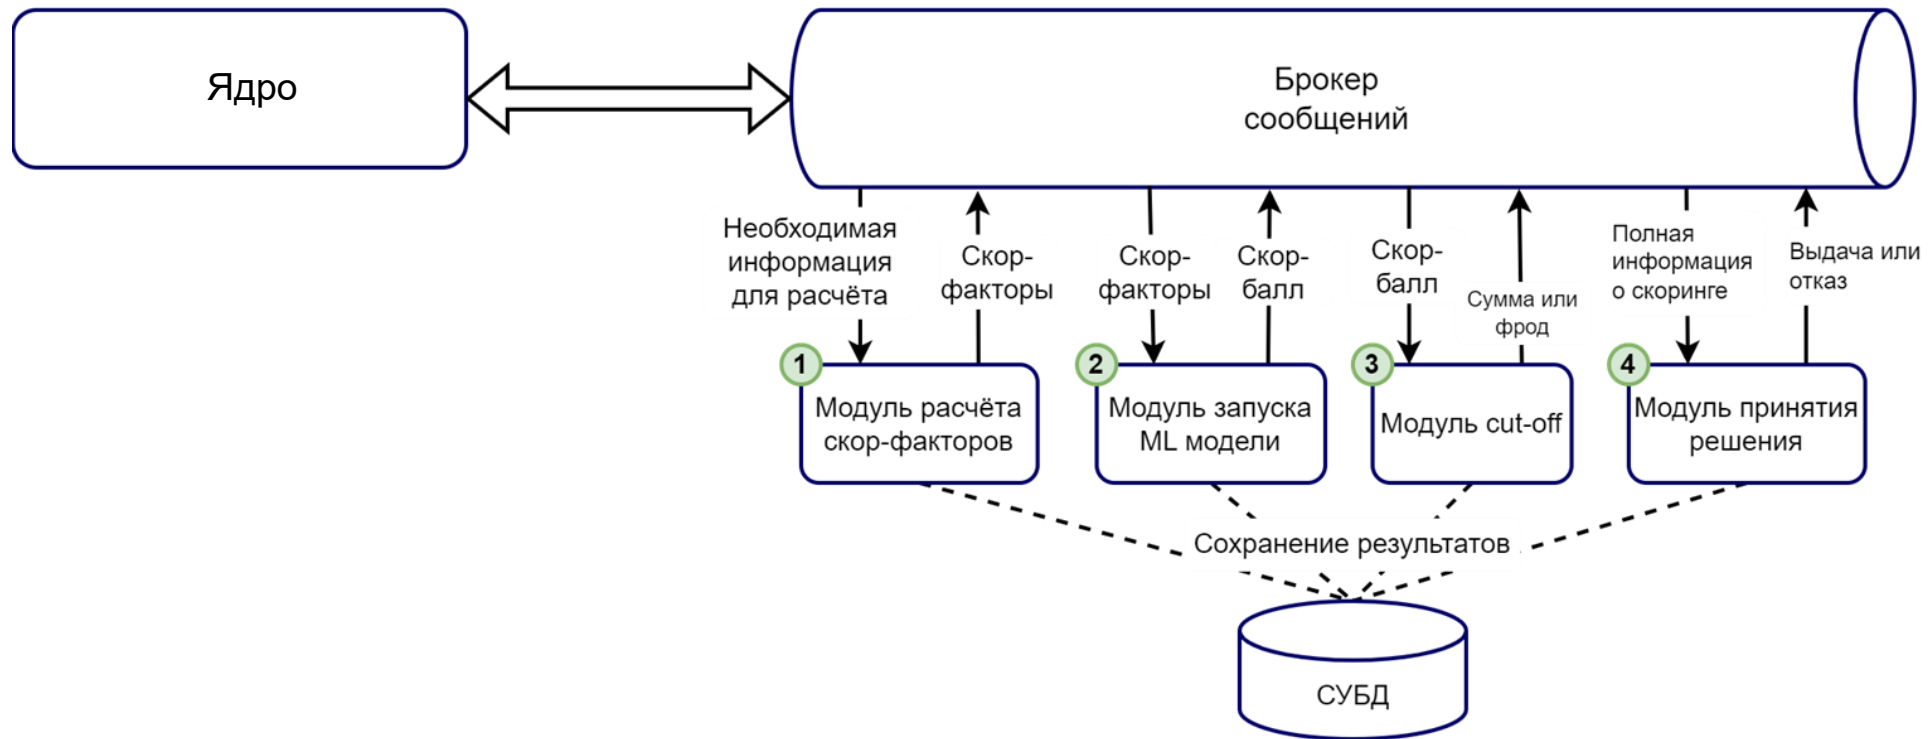 Ядро
Брокер
сообщений
Необходимая
информация
для расчёта
Скор-
факторы
Скор-
факторы
Скор-
балл
Скор-
балл
Сумма или
фрод
Полная
информация
о скоринге
Выдача или
отказ
1
Модуль расчёта
скор-факторов
2
Модуль запуска
ML модели
3
Модуль cut-off
4
Модуль принятия
решения
Сохранение результатов
СУБД